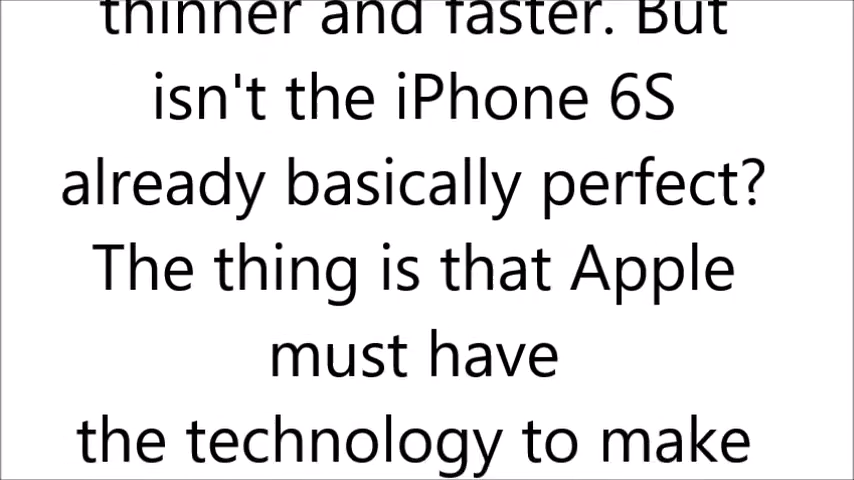 thinner and faster. But
isn't the iPhone 6S
already basically perfect?
The thing is that Apple
must have
the technology to make